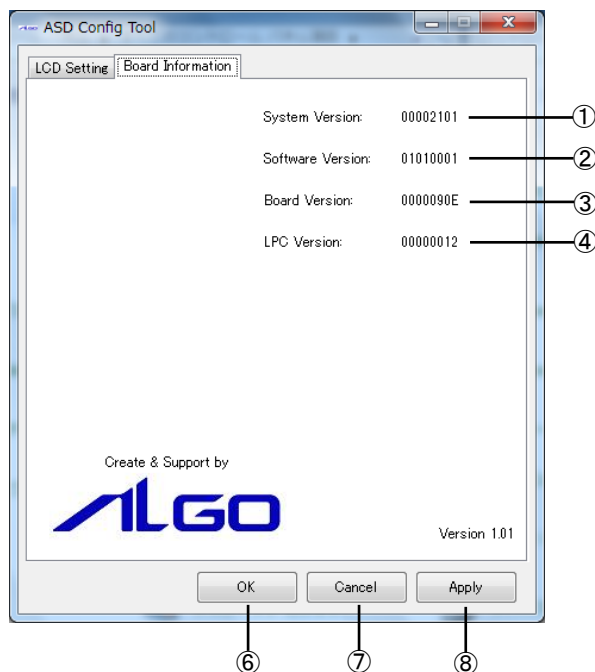 ASD Config Tool
LCD Setting Board Information
System Version: 00002101 ①
Software Version: 01010001 ②
Board Version: 0000090E ③
LPC Version: 00000012 ④
Create & Support by
ALGO
Version 1.01
OK Cancel Apply
⑥ ⑦ ⑧